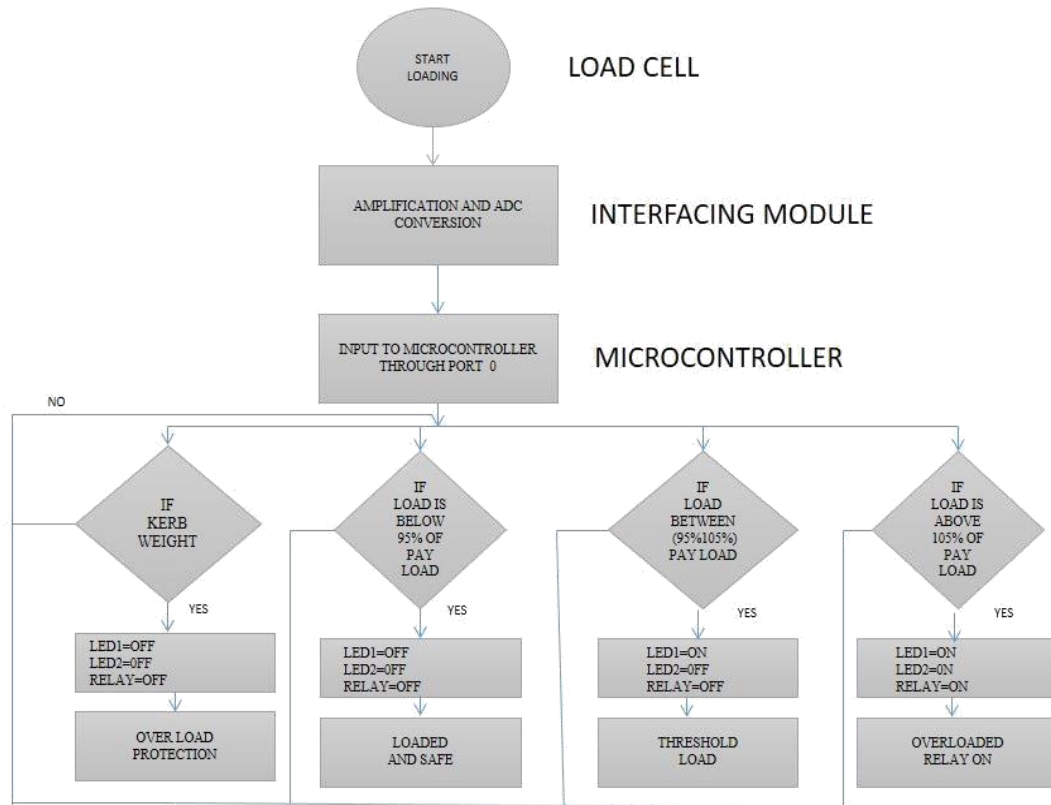 START
LOADING
LOAD CELL
AMPLIFICATION AND ADC
CONVERSION
INTERFACING MODULE
INPUT TO MICROCONTROLLER
THROUGH PORT 0
MICROCONTROLLER
NO
IF
KERB
WEIGHT
IF
LOAD IS
BELOW
95% OF
PAY
LOAD
IF
LOAD
BETWEEN
(95%105%)
PAY LOAD
IF
LOAD IS
ABOVE
105% OF
PAY
LOAD
YES
YES
YES
YES
LED1=OFF
LED2=0FF
RELAY=OFF
LED1=OFF
LED2=0FF
RELAY=OFF
LED1=ON
LED2=0FF
RELAY=OFF
LED1=ON
LED2=0N
RELAY=ON
OVER LOAD
PROTECTION
LOADED
AND SAFE
THRESHOLD
LOAD
OVERLOADED
RELAY ON